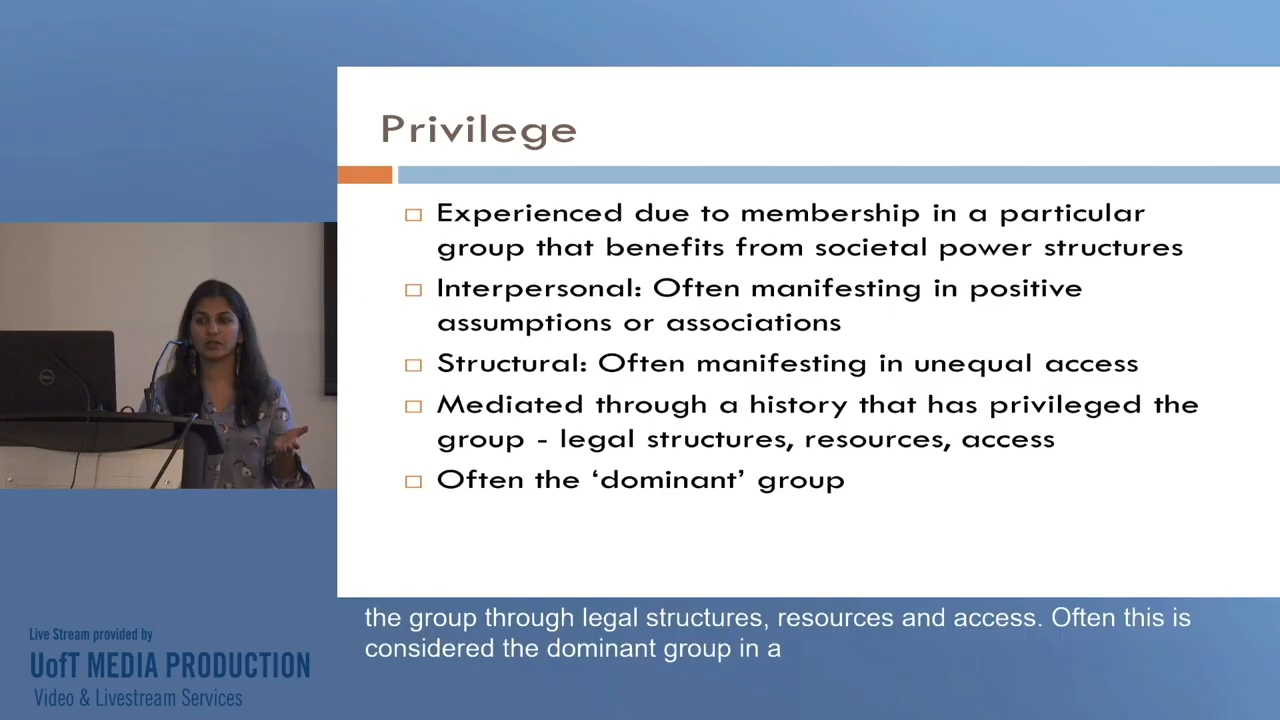 Privilege
Experienced due to membership in a particular
group that benefits from societal power structures
Interpersonal: Often manifesting in positive
assumptions or associations
Structural: Often manifesting in unequal access
Mediated through a history that has privileged the
group - legal structures, resources, access
Often the ‘dominant’ group
the group through legal structures, resources and access. Often this is
considered the dominant group in a
Live Stream provided by
UofT MEDIA PRODUCTION
Video & Livestream Services
DELL